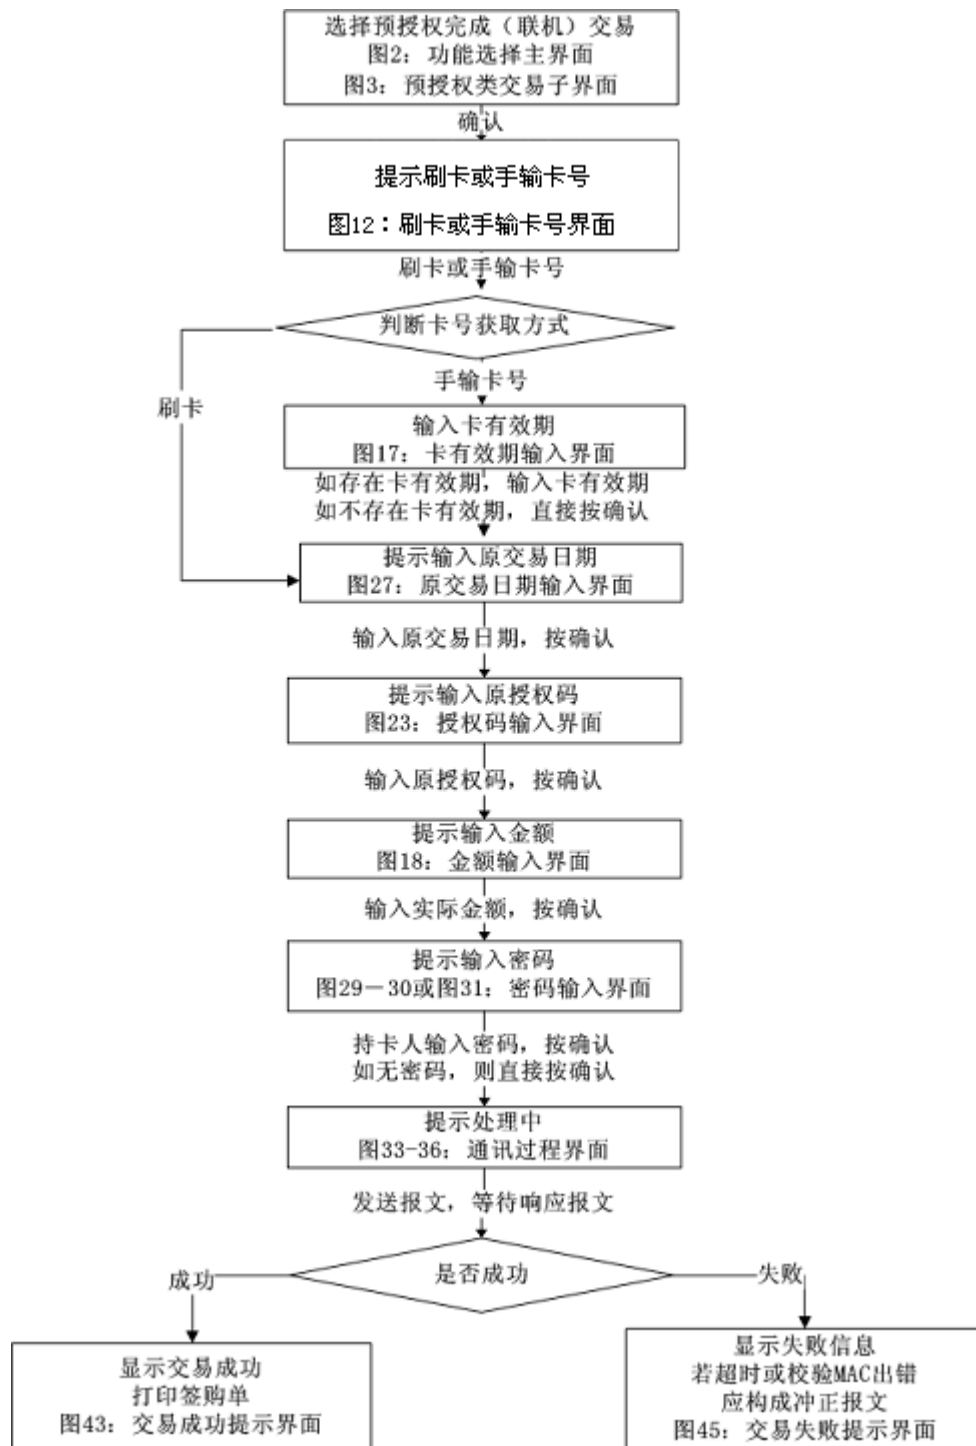 选择预授权完成（联机）交易
图2：功能选择主界面
图3：预授权类交易子界面
确认
提示刷卡或手输卡号
图12：刷卡或手输卡号界面
刷卡或手输卡号
判断卡号获取方式
手输卡号
刷卡
输入卡有效期
图17：卡有效期输入界面
如存在卡有效期，输入卡有效期
如不存在卡有效期，直接按确认
提示输入原交易日期
图27：原交易日期输入界面
输入原交易日期，按确认
提示输入原授权码
图23：授权码输入界面
输入原授权码，按确认
提示输入金额
图18：金额输入界面
输入实际金额，按确认
提示输入密码
图29－30或图31：密码输入界面
持卡人输入密码，按确认
如无密码，则直接按确认
提示处理中
图33-36：通讯过程界面
发送报文，等待响应报文
是否成功
成功
失败
显示交易成功
打印签购单
图43：交易成功提示界面
显示失败信息
若超时或校验MAC出错
应构成冲正报文
图45：交易失败提示界面